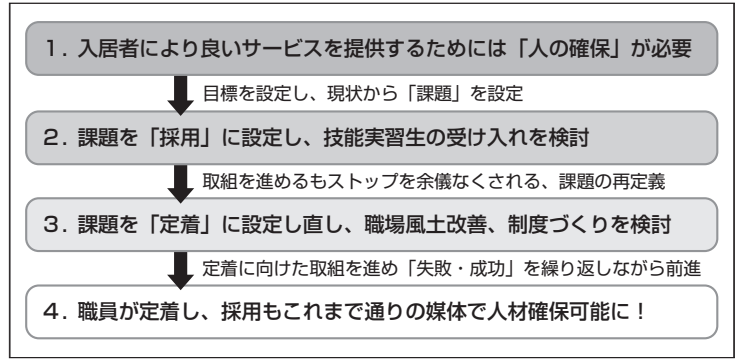 １．入居者により良いサービスを提供するためには「人の確保」が必要
目標を設定し、現状から「課題」を設定
２．課題を「採用」に設定し、技能実習生の受け入れを検討
取組を進めるもストップを余儀なくされる、課題の再定義
３．課題を「定着」に設定し直し、職場風土改善、制度づくりを検討
定着に向けた取組を進め「失敗・成功」を繰り返しながら前進
４．職員が定着し、採用もこれまで通りの媒体で人材確保可能に！